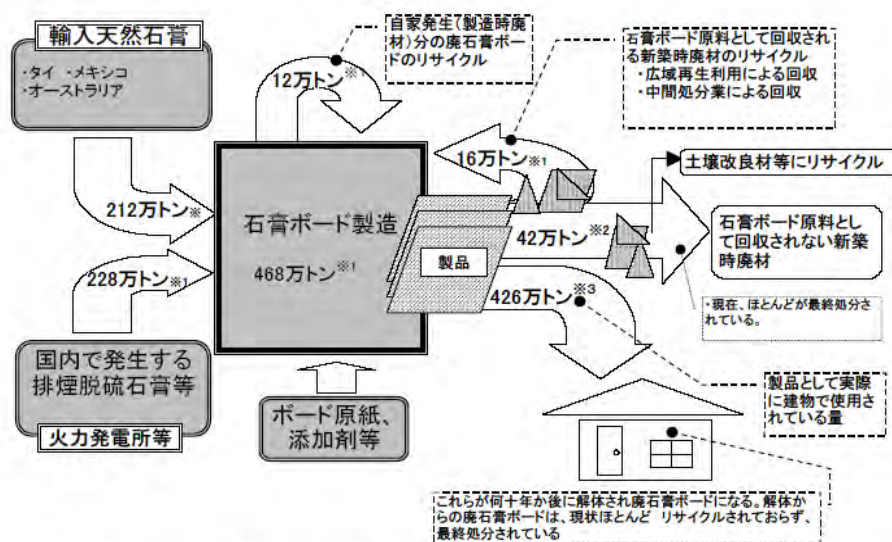 輸入天然石膏
・タイ ・メキシコ
・オーストラリア
自家発生(製造時廃
材)分の廃石膏ボー
ドのリサイクル
12万トン※1
石膏ボード原料として回収され
る新築時廃材のリサイクル
・広域再生利用による回収
・中間処分業による回収
16万トン※1
土壌改良材等にリサイクル
212万トン※
石膏ボード製造
468万トン※1
製品
42万トン※2
石膏ボード原料とし
て回収されない新築
時廃材
・現在、ほとんどが最終処分さ
れている。
228万トン※1
426万トン※3
国内で発生する
排煙脱硫石膏等
火力発電所等
ボード原紙、
添加剤等
製品として実際
に建物で使用さ
れている量
これらが何十年か後に解体され廃石膏ボードになる。解体か
らの廃石膏ボードは、現状ほとんど リサイクルされておらず、
最終処分されている